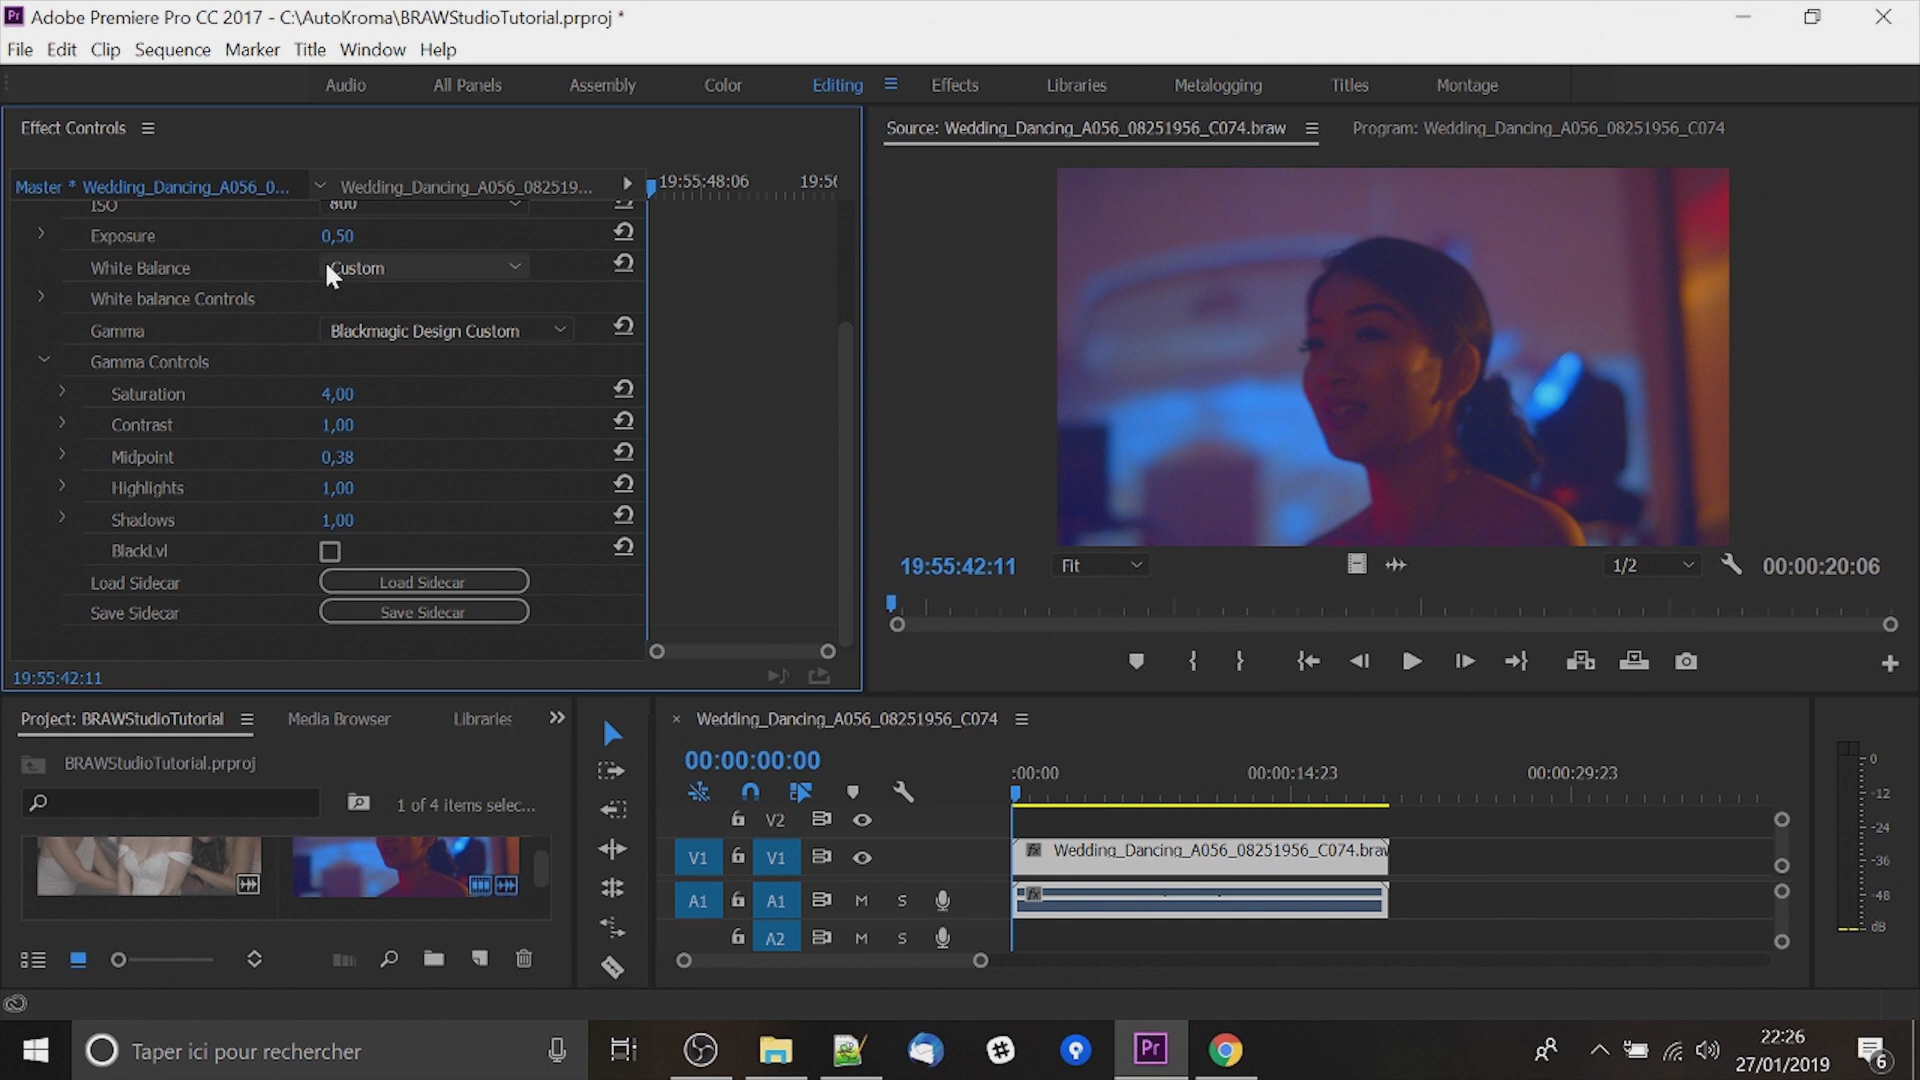 Adobe Premiere Pro CC 2017 - C:\AutoKroma\BRAWStudioTutorial.prproj *
File Edit Clip Sequence Marker Title Window Help
Audio All Panels Assembly Color Editing Effects Libraries Metalogging Titles Montage
Effect Controls
Source: Wedding_Dancing_A056_08251956_C074.braw
Program: Wedding_Dancing_A056_08251956_C074
Master * Wedding_Dancing_A056_0...
Wedding_Dancing_A056_082519...
19:55:48:06 19:56
ISO 800
Exposure 0,50
White Balance Custom
White balance Controls
Gamma Blackmagic Design Custom
Gamma Controls
Saturation 4,00
Contrast 1,00
Midpoint 0,38
Highlights 1,00
Shadows 1,00
BlackLvl
Load Sidecar Load Sidecar
Save Sidecar Save Sidecar
19:55:42:11
19:55:42:11 Fit 1/2 00:00:20:06
Project: BRAWStudioTutorial Media Browser Libraries
BRAWStudioTutorial.prproj
1 of 4 items selec...
Wedding_Dancing_A056_08251956_C074
00:00:00:00
:00:00 00:00:14:23 00:00:29:23
V2
V1 V1
fx Wedding_Dancing_A056_08251956_C074.braw
A1 A1 M S
fx
A2 M S
0
-12
-24
-36
-48
dB
Taper ici pour rechercher
Pr
22:26
27/01/2019
6